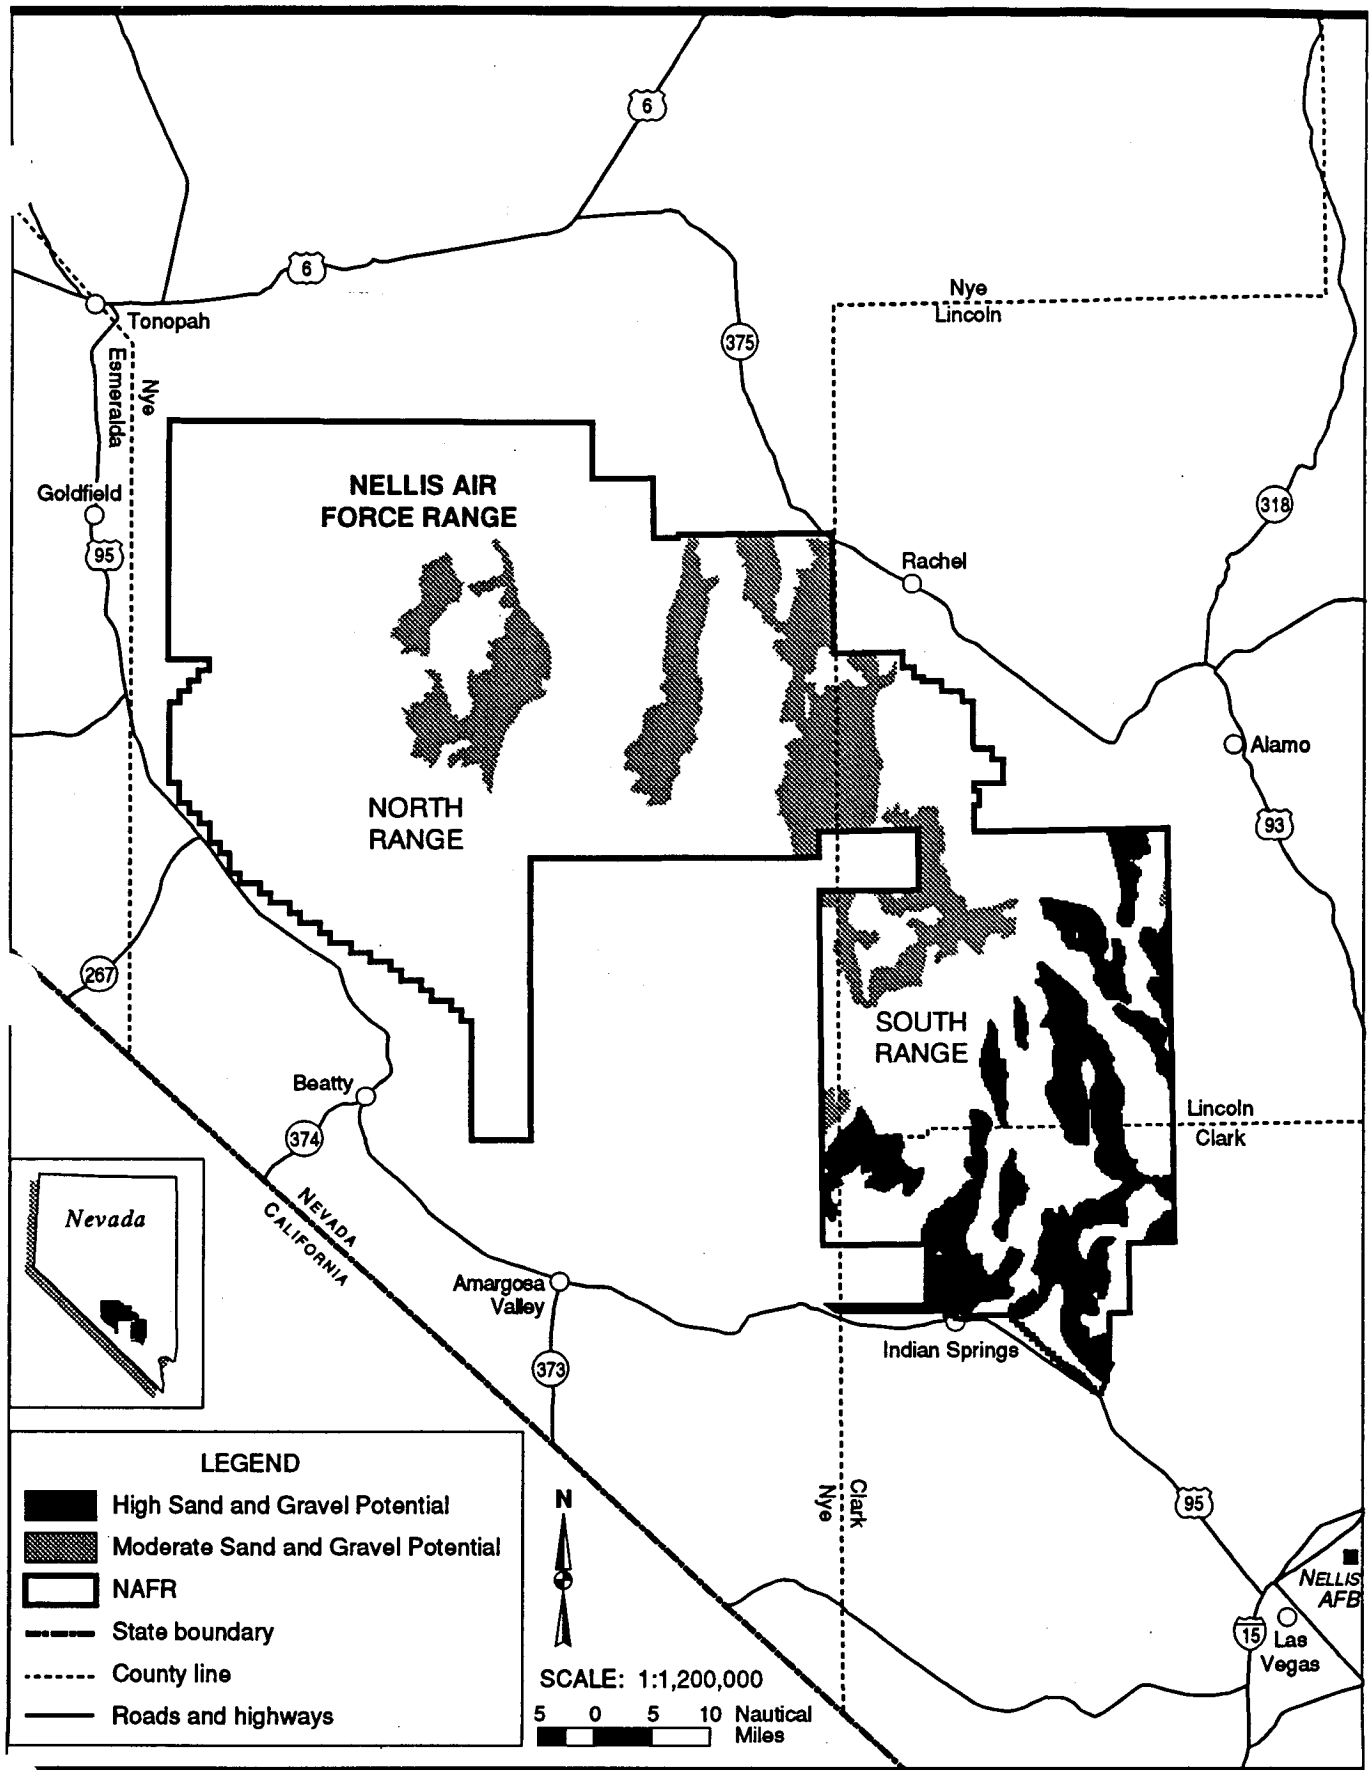 6
6
Nye
Lincoln
Tonopah
375
Esmeralda
Nye
NELLIS AIR
FORCE RANGE
Goldfield
318
95
Rachel
Alamo
NORTH
RANGE
93
267
SOUTH
RANGE
Beatty
Lincoln
Clark
374
Nevada
NEVADA
CALIFORNIA
Amargosa
Valley
Indian Springs
373
LEGEND
High Sand and Gravel Potential
Moderate Sand and Gravel Potential
NAFR
State boundary
County line
Roads and highways
N
Clark
Nye
95
NELLIS
AFB
15
Las
Vegas
SCALE: 1:1,200,000
5 0 5 10 Nautical
Miles